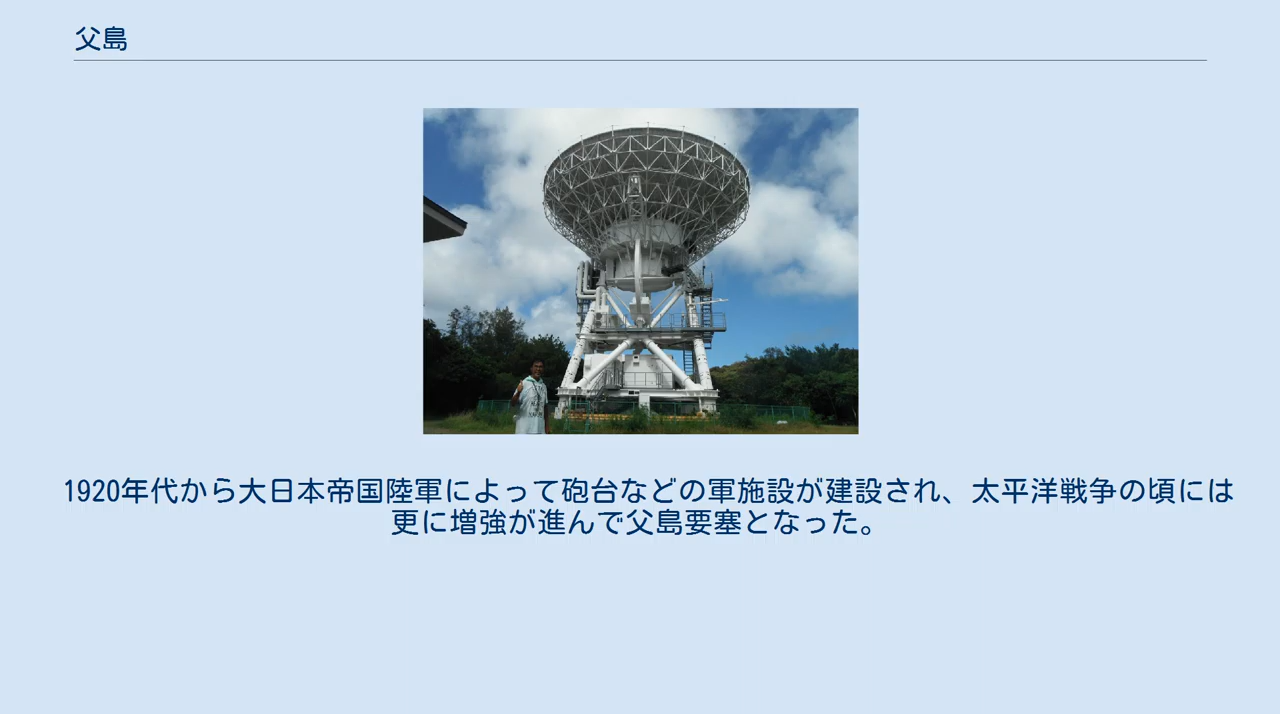 父島
1920年代から大日本帝国陸軍によって砲台などの軍施設が建設され、太平洋戦争の頃には
更に増強が進んで父島要塞となった。